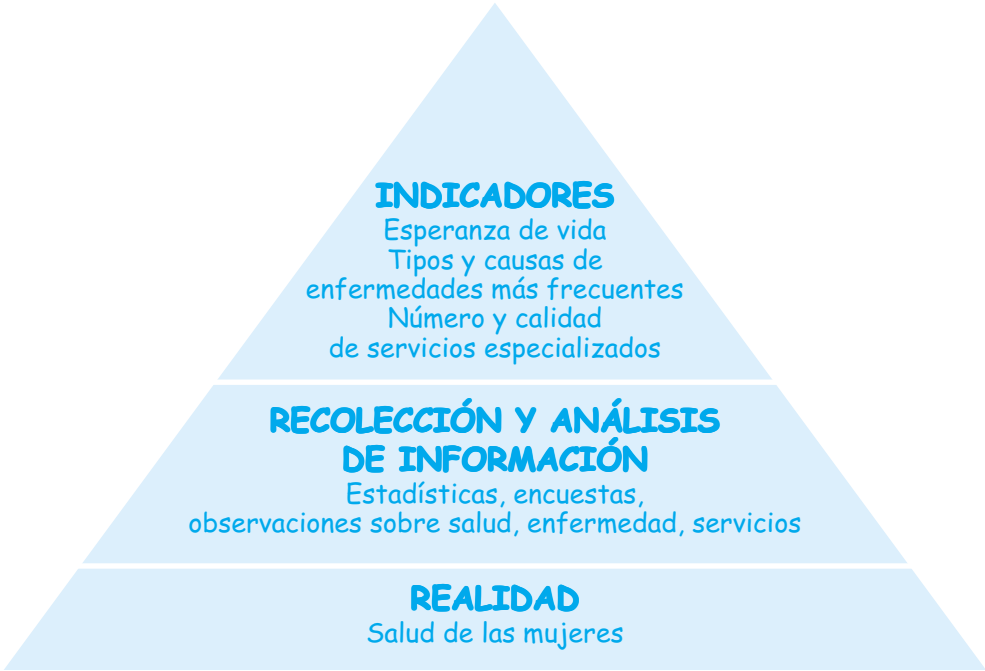 INDICADORES
Esperanza de vida
Tipos y causas de
enfermedades más frecuentes
Número y calidad
de servicios especializados
RECOLECCIÓN Y ANÁLISIS
DE INFORMACIÓN
Estadísticas, encuestas,
observaciones sobre salud, enfermedad, servicios
REALIDAD
Salud de las mujeres